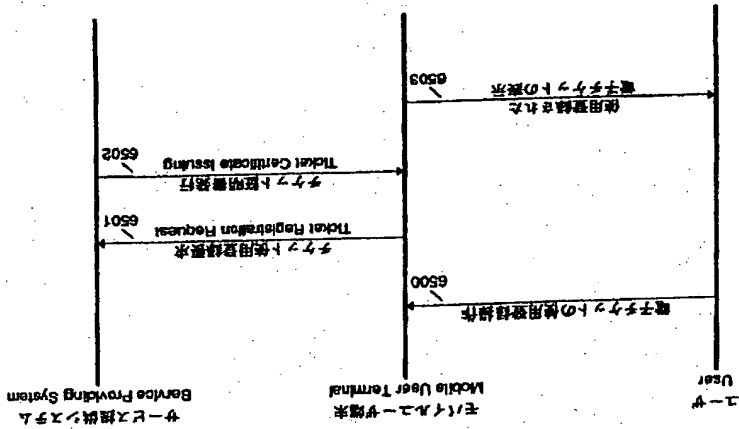 ユーザ
User
モバイルユーザ端末
Mobile User Terminal
サービス提供システム
Service Providing System
電子チケットの使用登録操作
6500
チケット使用登録要求
Ticket Registration Request
6501
チケット証明書発行
Ticket Certificate Issuing
6502
使用登録された
電子チケットの表示
6503